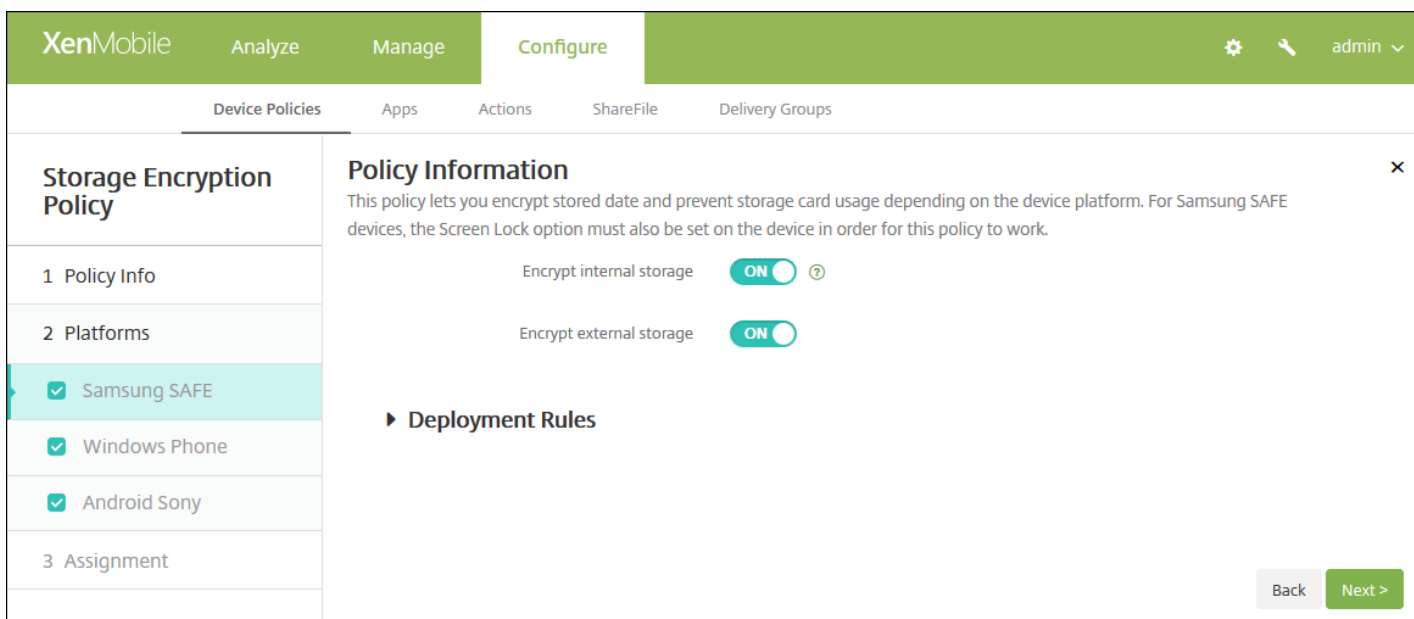 XenMobile Analyze Manage Configure admin
Device Policies Apps Actions ShareFile Delivery Groups
Storage Encryption
Policy
1 Policy Info
2 Platforms
Samsung SAFE
Windows Phone
Android Sony
3 Assignment
Policy Information
This policy lets you encrypt stored date and prevent storage card usage depending on the device platform. For Samsung SAFE
devices, the Screen Lock option must also be set on the device in order for this policy to work.
Encrypt internal storage ON ?
Encrypt external storage ON
Deployment Rules
Back Next >